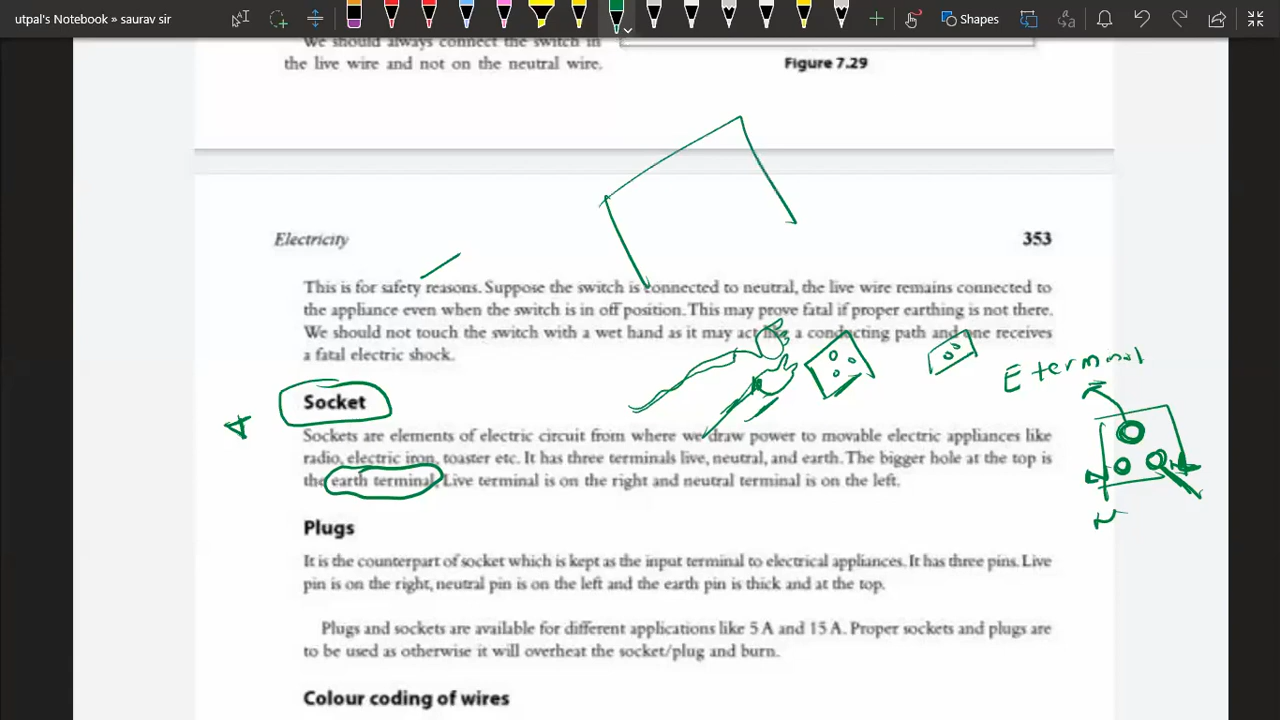 utpal's Notebook » saurav sir
Shapes
We should always connect the switch in
the live wire and not on the neutral wire.
Figure 7.29
Electricity
353
This is for safety reasons. Suppose the switch is connected to neutral, the live wire remains connected to
the appliance even when the switch is in off position. This may prove fatal if proper earthing is not there.
We should not touch the switch with a wet hand as it may act like a conducting path and one receives
a fatal electric shock.
E terminal
Socket
Sockets are elements of electric circuit from where we draw power to movable electric appliances like
radio, electric iron, toaster etc. It has three terminals live, neutral, and earth. The bigger hole at the top is
the earth terminal. Live terminal is on the right and neutral terminal is on the left.
N
Plugs
It is the counterpart of socket which is kept as the input terminal to electrical appliances. It has three pins. Live
pin is on the right, neutral pin is on the left and the earth pin is thick and at the top.
Plugs and sockets are available for different applications like 5 A and 15 A. Proper sockets and plugs are
to be used as otherwise it will overheat the socket/plug and burn.
Colour coding of wires